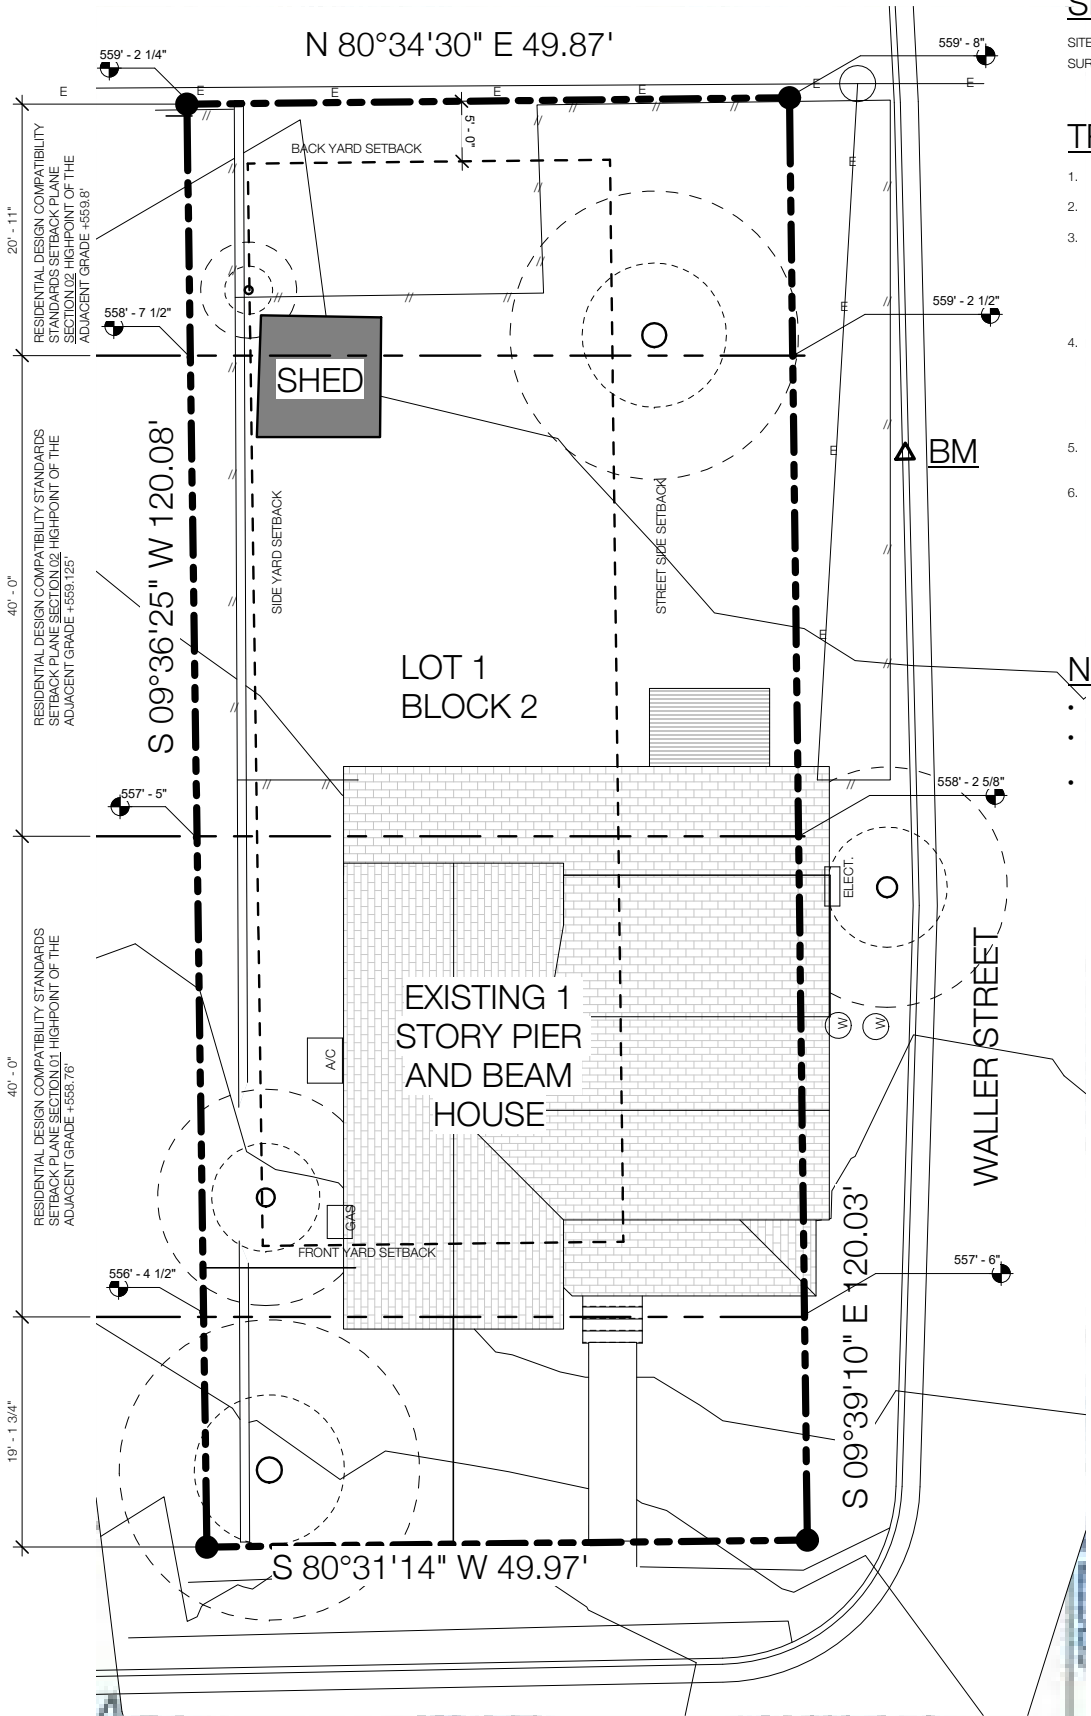 N 80°34'30" E 49.87'
559' - 2 1/4"
559' - 8"
SITE
SUR
E
E
E
E
E
E
E
5' - 0"
BACK YARD SETBACK
20' - 11"
RESIDENTIAL DESIGN COMPATIBILITY
STANDARDS SETBACK PLANE
SECTION 02 HIGHPOINT OF THE
ADJACENT GRADE +559.8'
1.
2.
3.
4.
5.
6.
E
E
E
E
558' - 7 1/2"
559' - 2 1/2"
SHED
BM
S 09°36'25" W 120.08'
40' - 0"
RESIDENTIAL DESIGN COMPATIBILITY STANDARDS
SETBACK PLANE SECTION 02 HIGHPOINT OF THE
ADJACENT GRADE +559.125'
SIDE YARD SETBACK
STREET SIDE SETBACK
LOT 1
BLOCK 2
N
557' - 5"
558' - 2 5/8"
ELECT.
40' - 0"
RESIDENTIAL DESIGN COMPATIBILITY STANDARDS
SETBACK PLANE SECTION 01 HIGHPOINT OF THE
ADJACENT GRADE +558.76'
EXISTING 1
STORY PIER
AND BEAM
HOUSE
A/C
W
W
WALLER STREET
GAS
FRONT YARD SETBACK
556' - 4 1/2"
557' - 6"
S 09°39'10" E 120.03'
19' - 1 3/4"
S 80°31'14" W 49.97'